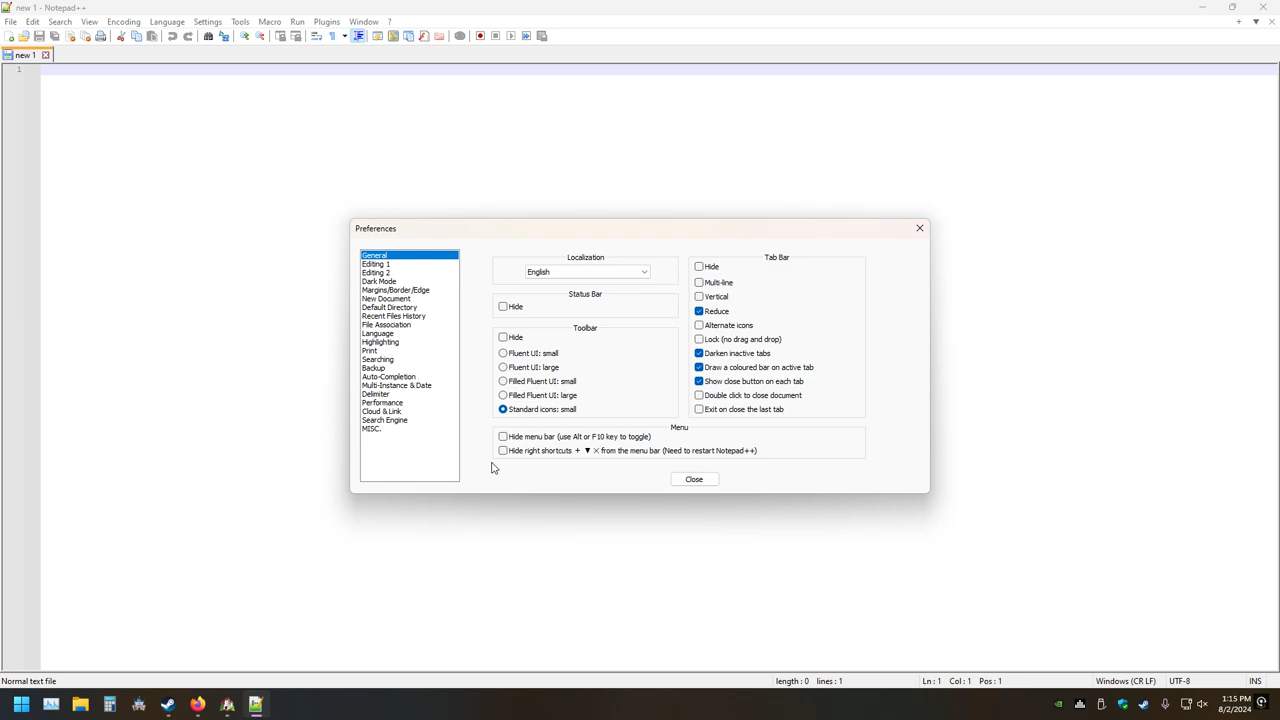 new 1 - Notepad++
File Edit Search View Encoding Language Settings Tools Macro Run Plugins Window ?
new 1
1
Preferences
General
Editing 1
Editing 2
Dark Mode
Margins/Border/Edge
New Document
Default Directory
Recent Files History
File Association
Language
Highlighting
Print
Searching
Backup
Auto-Completion
Multi-Instance & Date
Delimiter
Performance
Cloud & Link
Search Engine
MISC.
Localization
English
Status Bar
Hide
Toolbar
Hide
Fluent UI: small
Fluent UI: large
Filled Fluent UI: small
Filled Fluent UI: large
Standard icons: small
Tab Bar
Hide
Multi-line
Vertical
Reduce
Alternate icons
Lock (no drag and drop)
Darken inactive tabs
Draw a coloured bar on active tab
Show close button on each tab
Double click to close document
Exit on close the last tab
Menu
Hide menu bar (use Alt or F10 key to toggle)
Hide right shortcuts + ▼ ✕ from the menu bar (Need to restart Notepad++)
Close
Normal text file length : 0 lines : 1 Ln : 1 Col : 1 Pos : 1 Windows (CR LF) UTF-8 INS
1:15 PM
8/2/2024